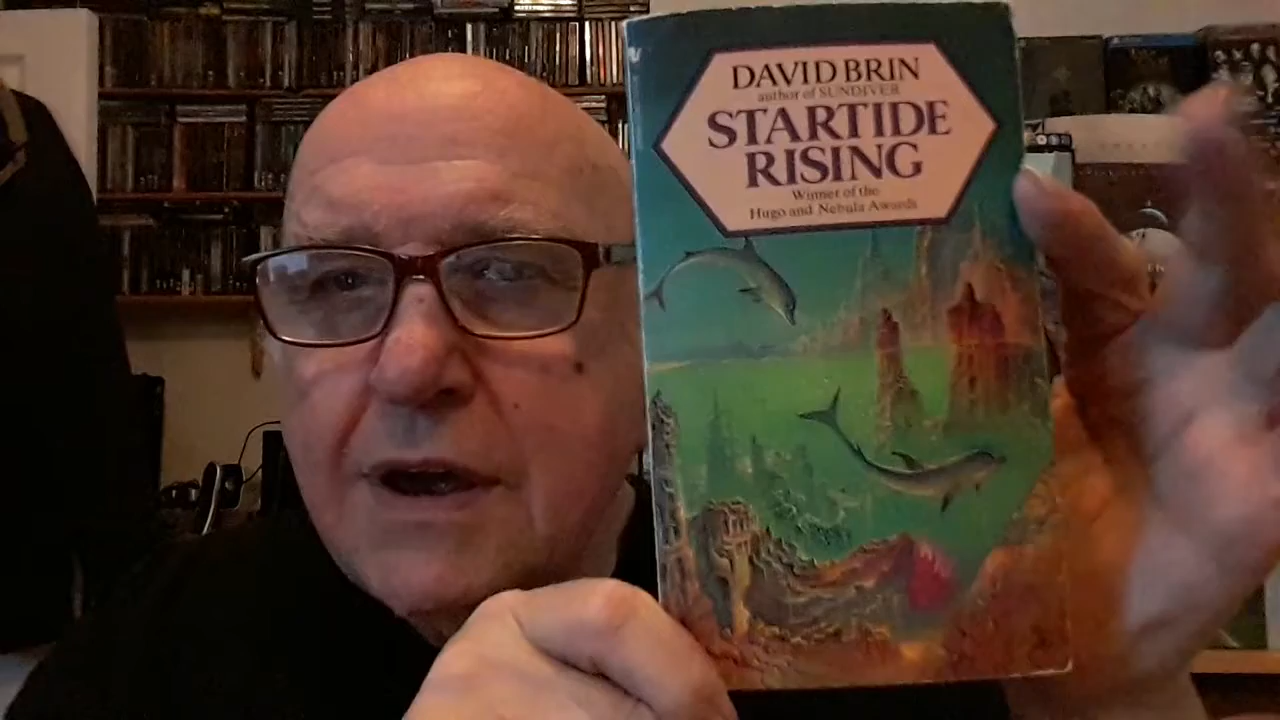 DAVID BRIN
author of SUNDIVER
STARTIDE
RISING
Winner of the
Hugo and Nebula Awards